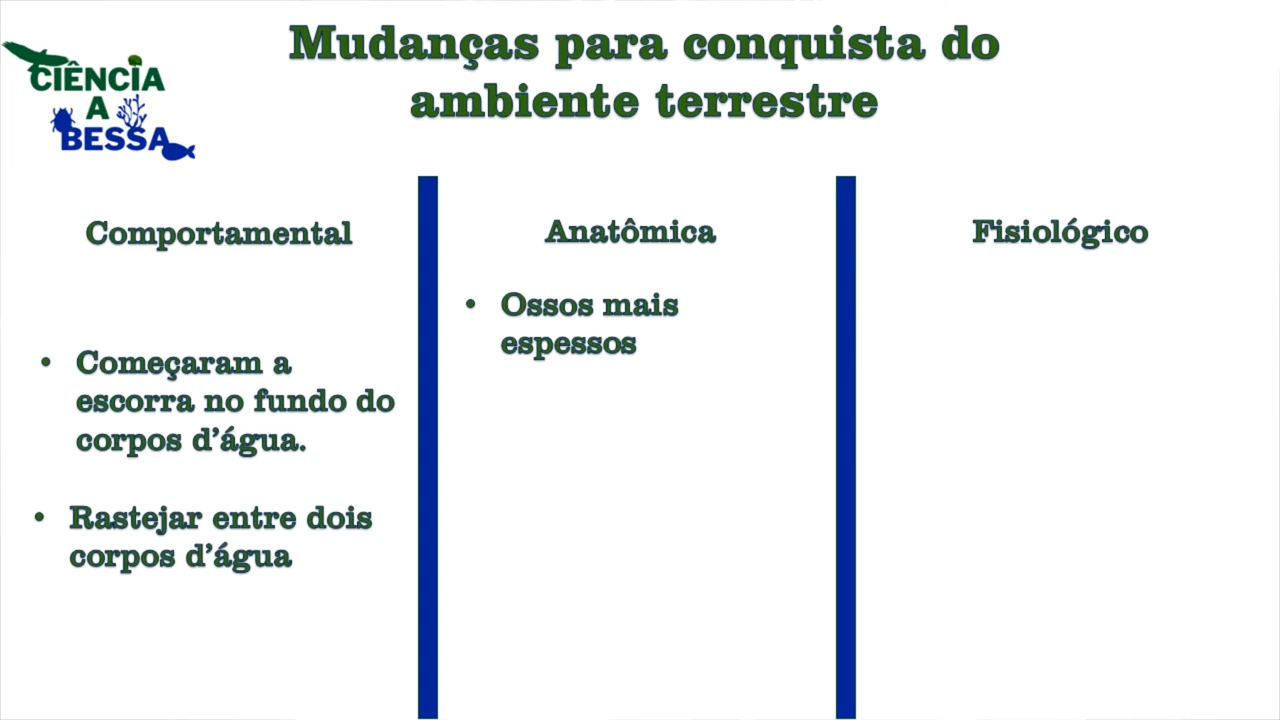 Mudanças para conquista do
ambiente terrestre
CIÊNCIA
A
BESSA
Comportamental
Anatômica
Fisiológico
• Começaram a
escorra no fundo do
corpos d’água.
• Rastejar entre dois
corpos d’água
• Ossos mais
espessos